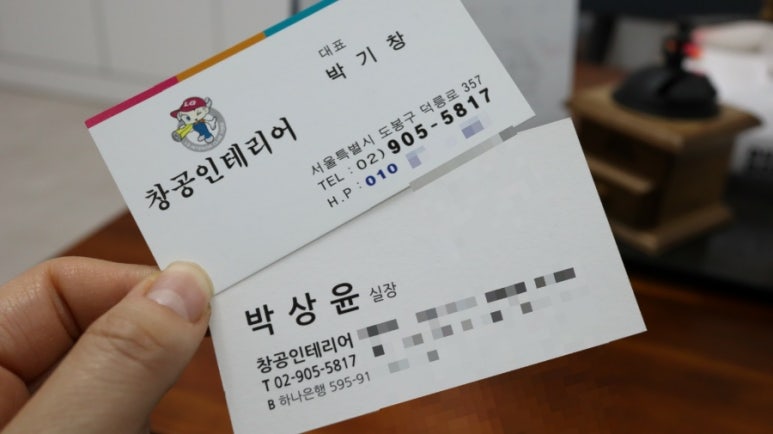 LG
창공인테리어
대표
박기창
서울특별시 도봉구 덕릉로 357
TEL : 02) 905-5817
H.P : 010
박상윤 실장
창공인테리어
T 02-905-5817
B 하나은행 595-91